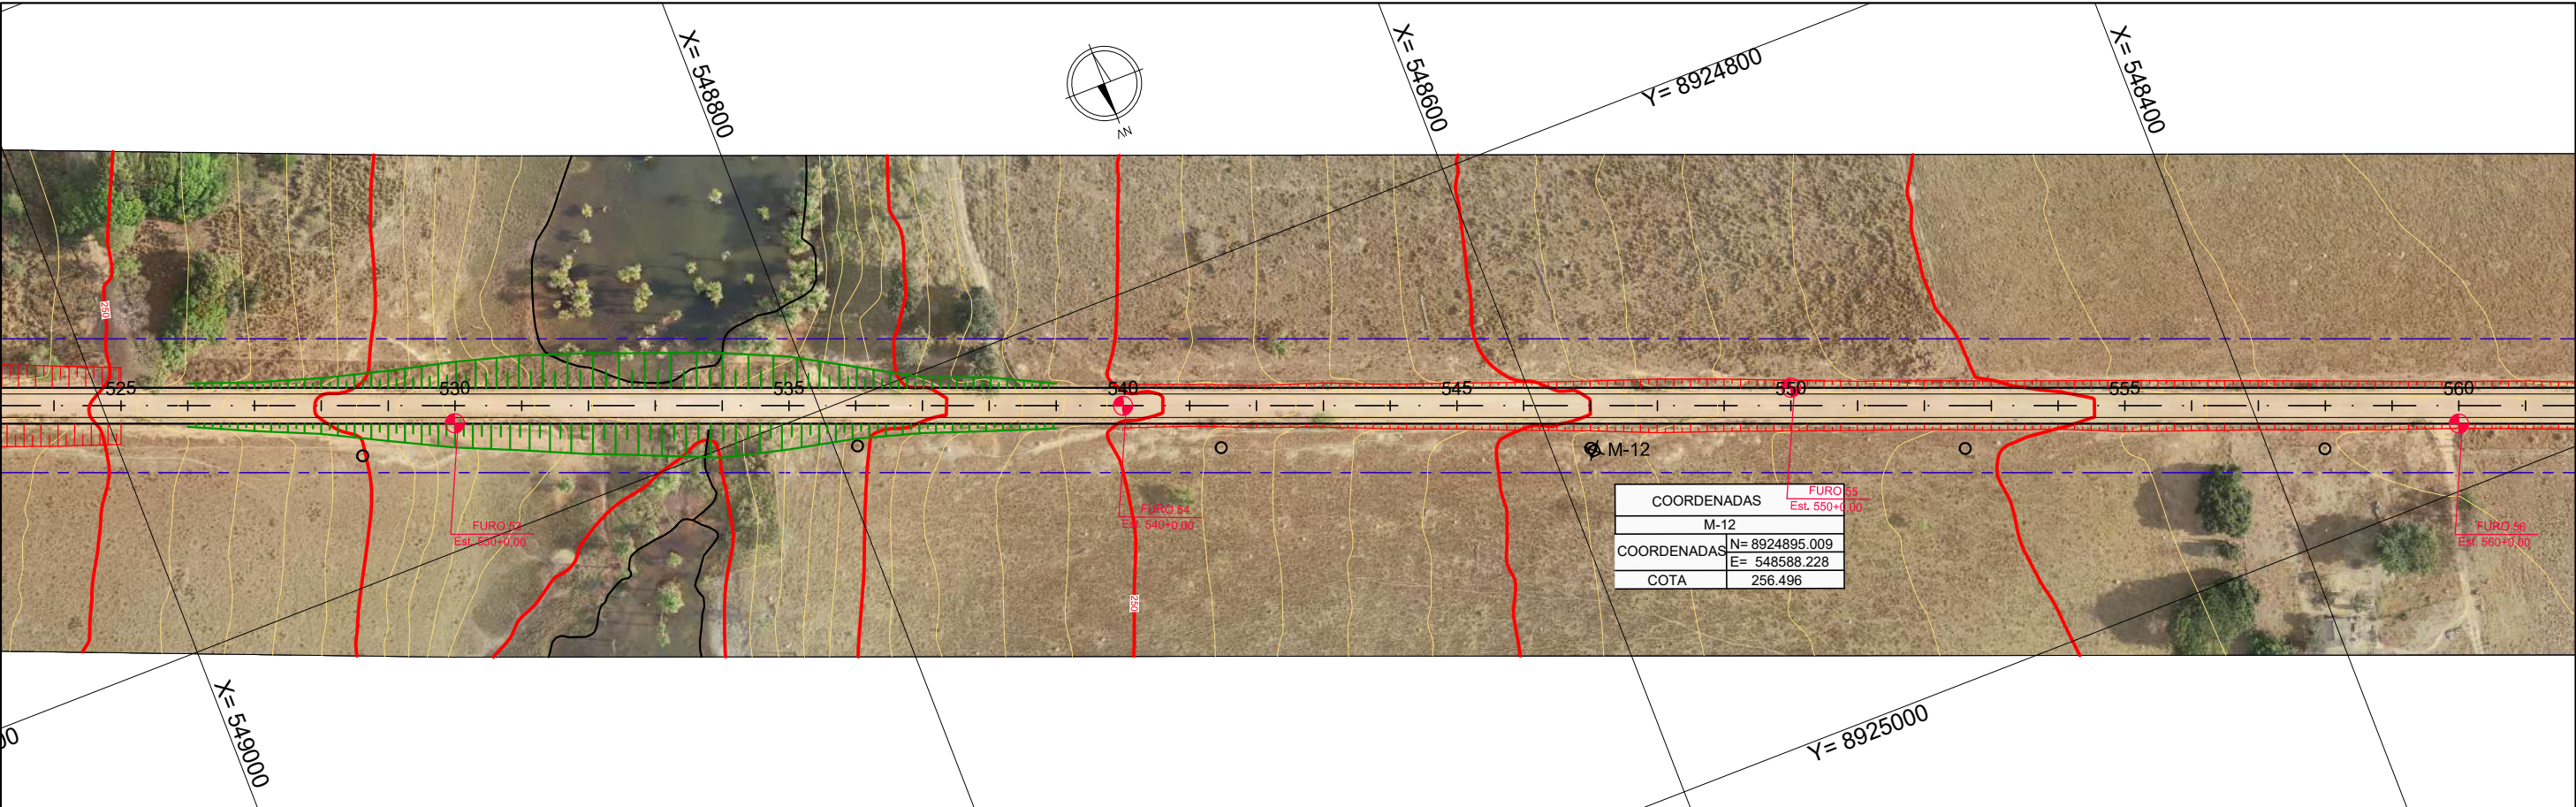 X= 548800
X= 548600
Y= 8924800
X= 548400
NV
250
525
530
535
540
545
550
555
560
M-12
FURO 53
Est. 530+0,00
FURO 54
Est. 540+0,00
FURO 55
Est. 550+0,00
FURO 56
Est. 560+0,00
COORDENADAS
M-12
COORDENADAS
N= 8924895.009
E= 548588.228
COTA
256.496
250
X= 549000
Y= 8925000
00